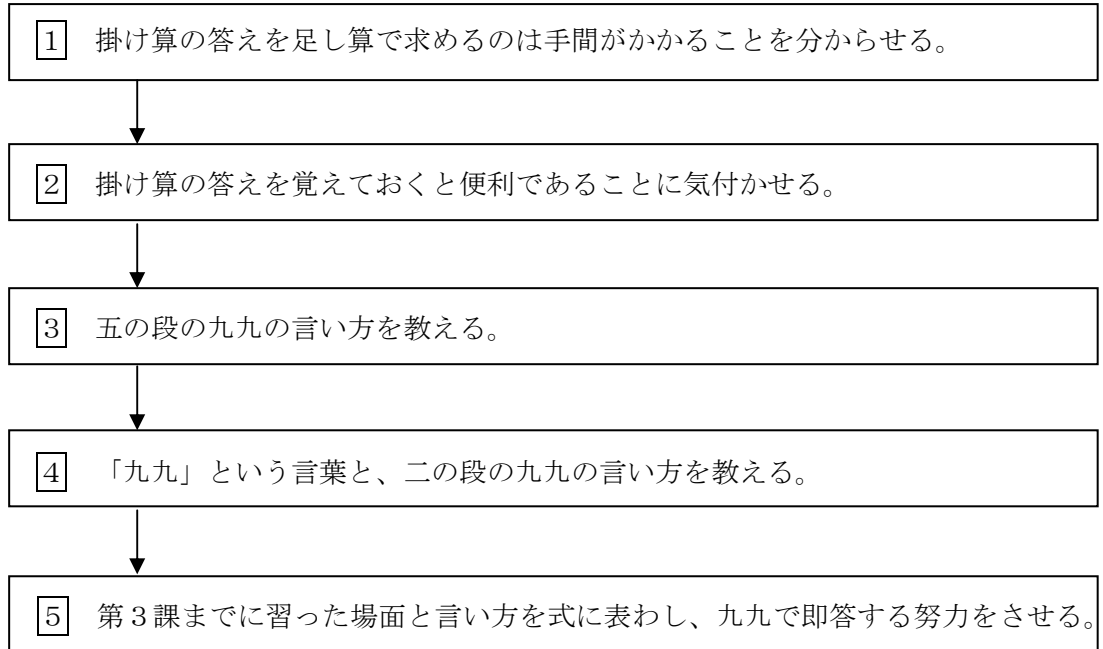 1 掛け算の答えを足し算で求めるのは手間がかかることを分からせる。
2 掛け算の答えを覚えておくと便利であることに気付かせる。
3 五の段の九九の言い方を教える。
4 「九九」という言葉と、二の段の九九の言い方を教える。
5 第3課までに習った場面と言い方を式に表わし、九九で即答する努力をさせる。